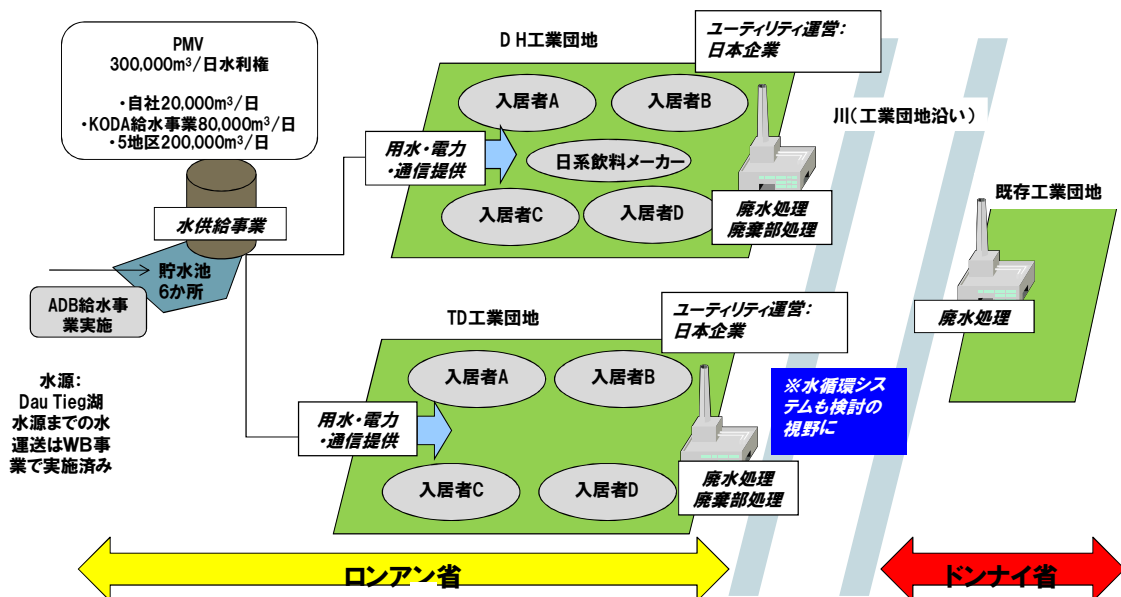 PMV
300,000m³/日水利権
・自社20,000m³/日
・KODA給水事業80,000m³/日
・5地区200,000m³/日
水供給事業
貯水池
6か所
ADB給水事
業実施
水源：
Dau Tieg湖
水源までの水
運送はWB事
業で実施済み
DH工業団地
ユーティリティ運営：
日本企業
入居者A
入居者B
用水・電力
・通信提供
日系飲料メーカー
入居者C
入居者D
廃水処理
廃棄部処理
川（工業団地沿い）
既存工業団地
廃水処理
TD工業団地
ユーティリティ運営：
日本企業
入居者A
入居者B
用水・電力
・通信提供
入居者C
入居者D
廃水処理
廃棄部処理
※水循環シス
テムも検討の
視野に
ロンアン省
ドンナイ省